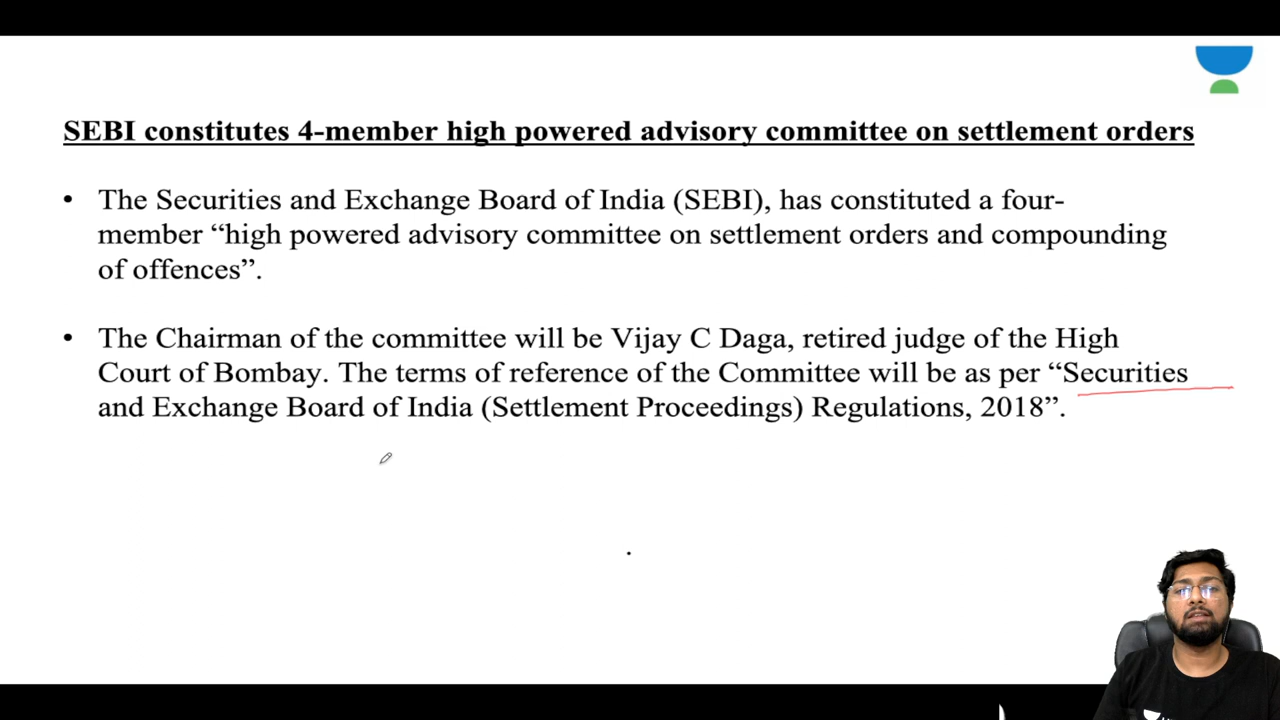 SEBI constitutes 4-member high powered advisory committee on settlement orders
• The Securities and Exchange Board of India (SEBI), has constituted a four-
member “high powered advisory committee on settlement orders and compounding
of offences”.
• The Chairman of the committee will be Vijay C Daga, retired judge of the High
Court of Bombay. The terms of reference of the Committee will be as per “Securities
and Exchange Board of India (Settlement Proceedings) Regulations, 2018”.
.